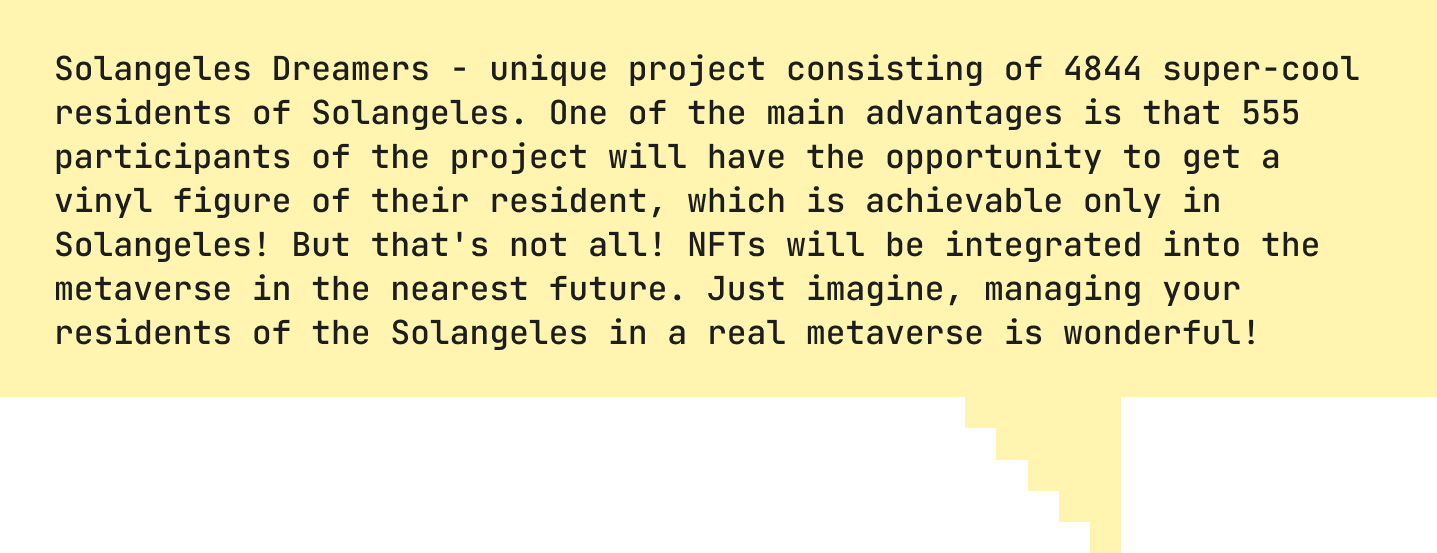 Solangeles Dreamers - unique project consisting of 4844 super-cool
residents of Solangeles. One of the main advantages is that 555
participants of the project will have the opportunity to get a
vinyl figure of their resident, which is achievable only in
Solangeles! But that's not all! NFTs will be integrated into the
metaverse in the nearest future. Just imagine, managing your
residents of the Solangeles in a real metaverse is wonderful!